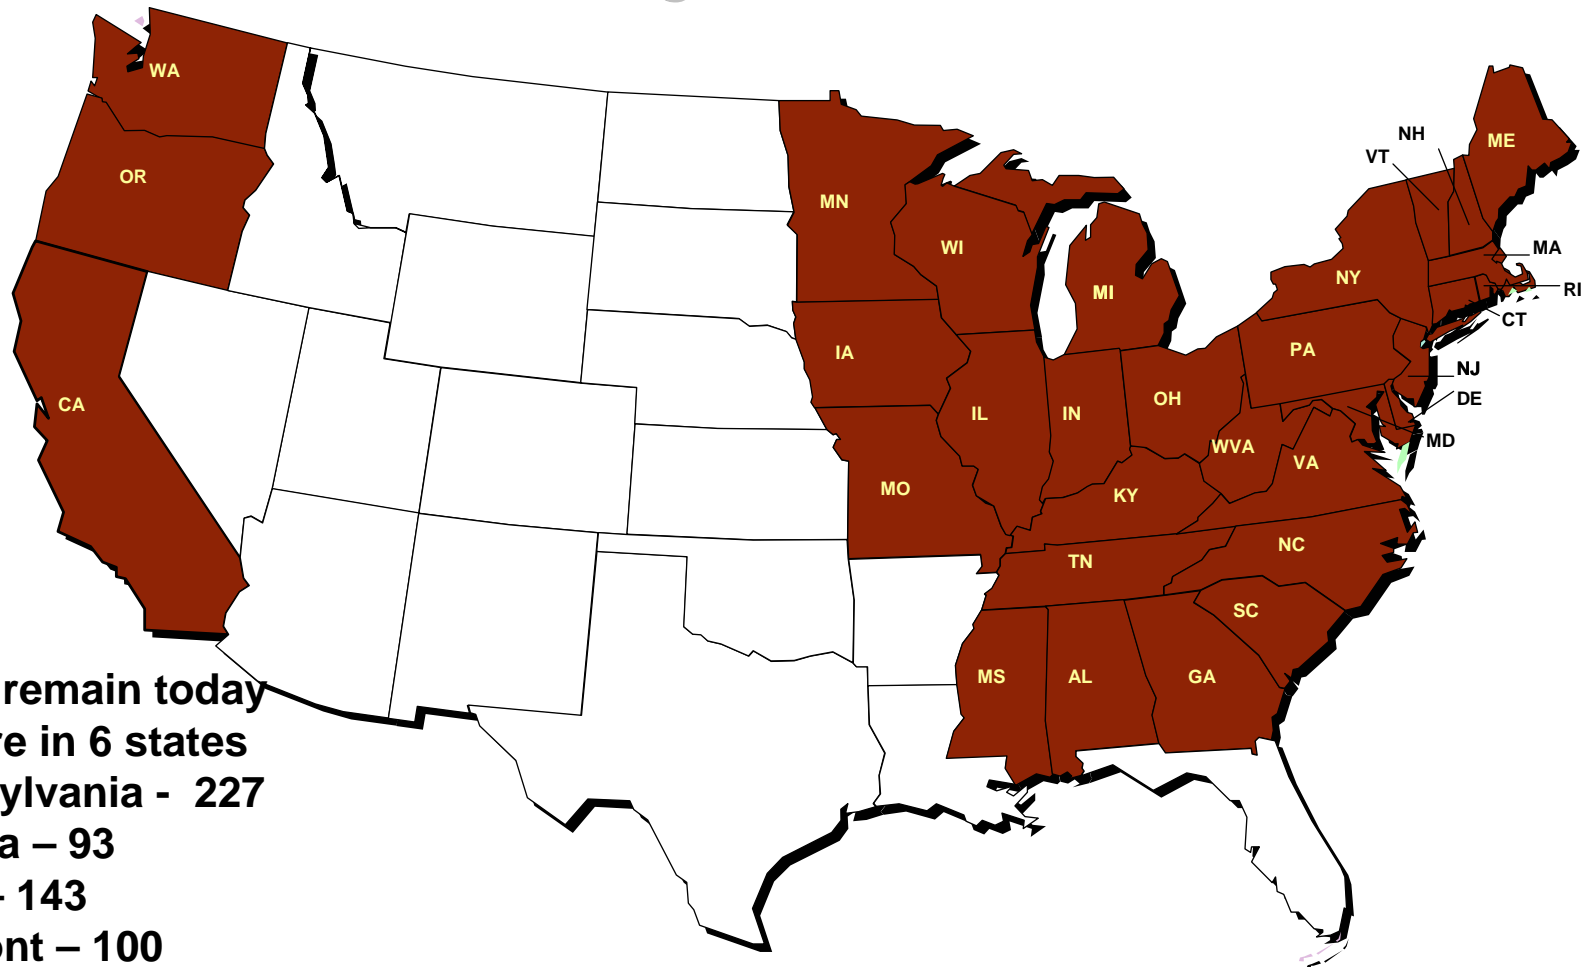 WA
OR
CA
MN
WI
MI
IA
IL
IN
OH
MO
KY
WVA
VA
TN
NC
SC
MS
AL
GA
PA
NY
VT
NH
ME
MA
RI
CT
NJ
DE
MD
remain today
in 6 states
- 227
– 93
– 143
– 100